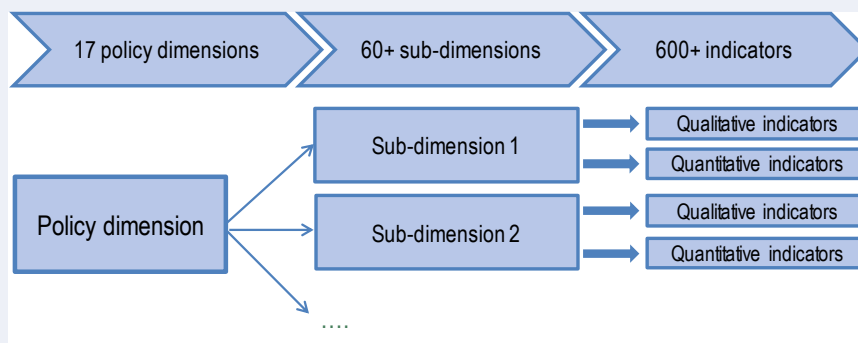 17 policy dimensions
60+ sub-dimensions
600+ indicators
Sub-dimension 1
Qualitative indicators
Quantitative indicators
Policy dimension
Sub-dimension 2
Qualitative indicators
Quantitative indicators
....